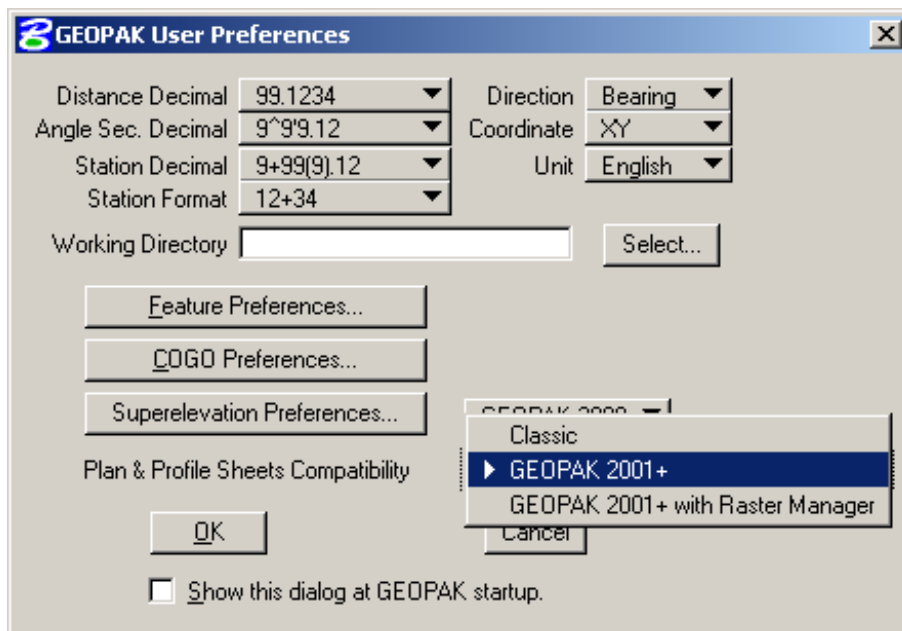 GEOPAK User Preferences
Distance Decimal 99.1234 Direction Bearing
Angle Sec. Decimal 9^9'9.12 Coordinate XY
Station Decimal 9+99(9).12 Unit English
Station Format 12+34
Working Directory Select...
Feature Preferences...
COGO Preferences...
Superelevation Preferences...
Classic
Plan & Profile Sheets Compatibility GEOPAK 2001+
GEOPAK 2001+ with Raster Manager
OK Cancel
Show this dialog at GEOPAK startup.